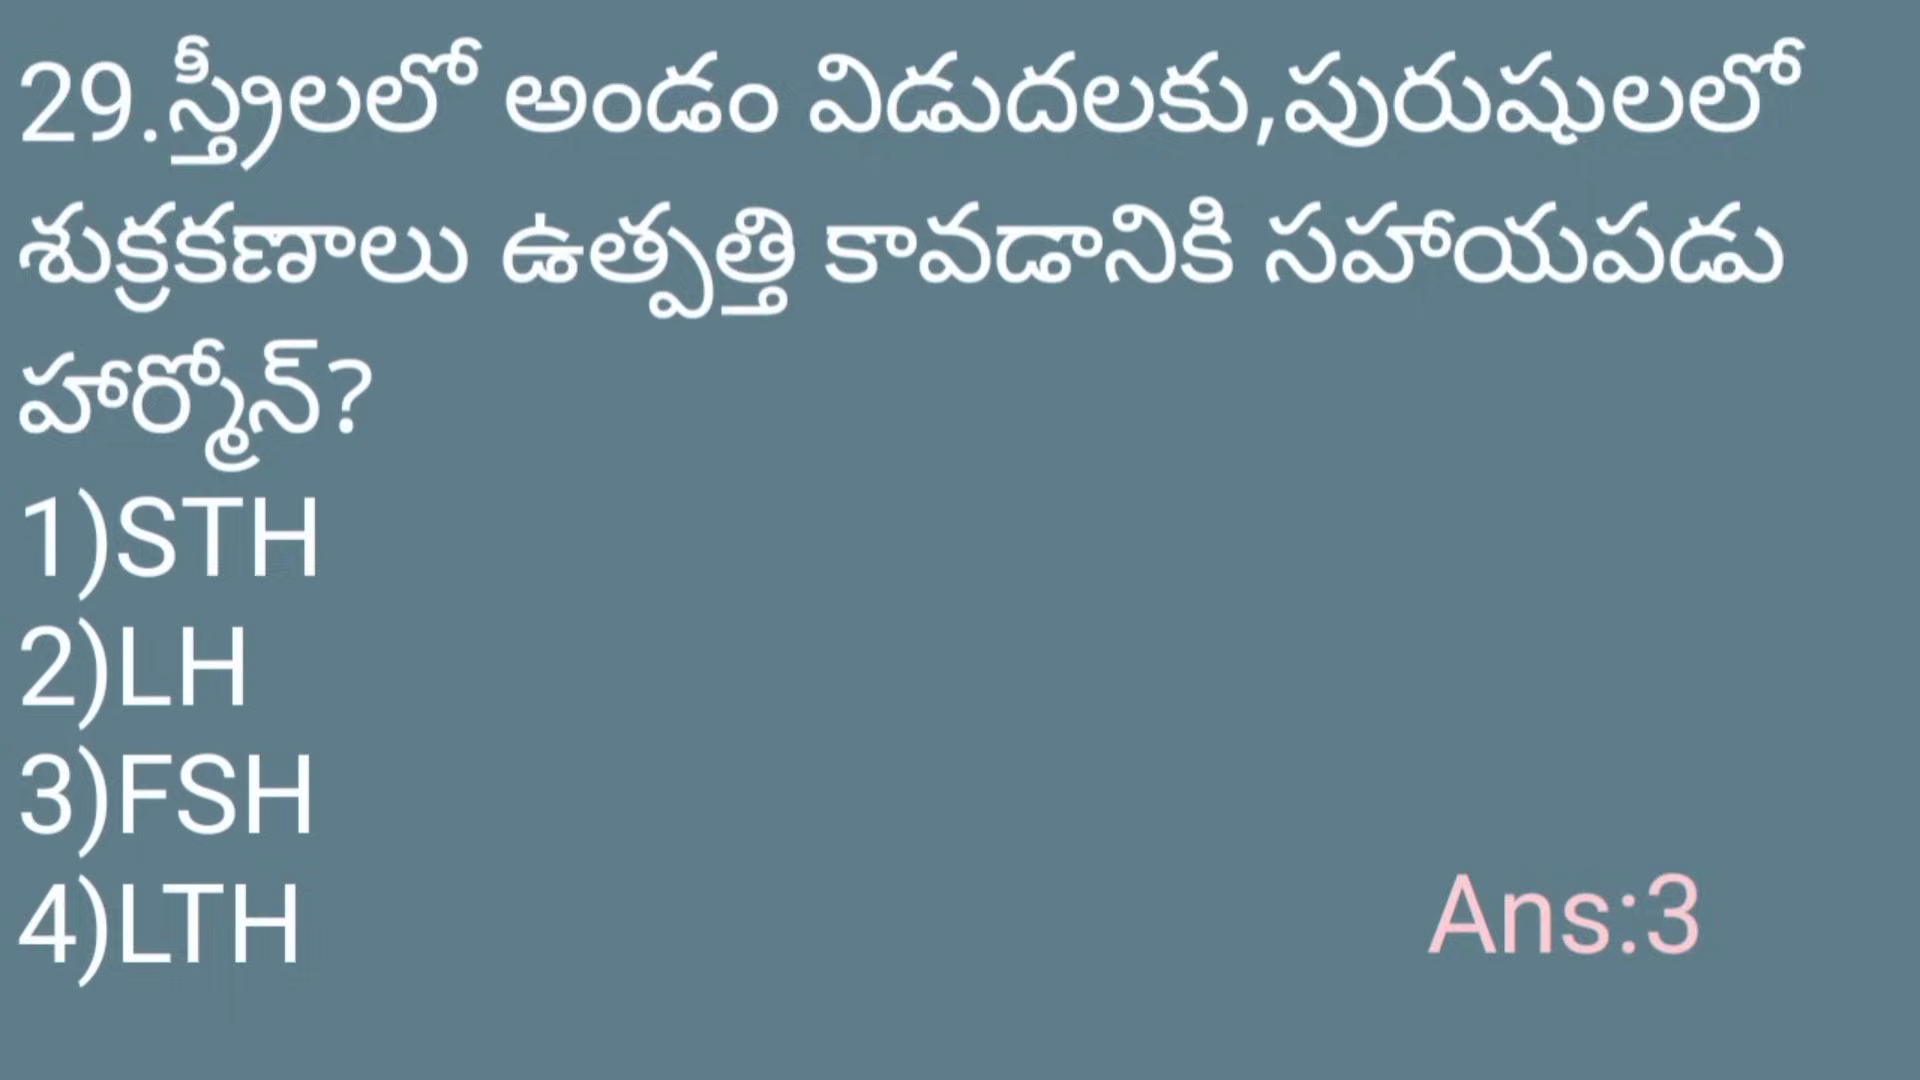 29.స్త్రీలలో అండం విడుదలకు,పురుషులలో
శుక్రకణాలు ఉత్పత్తి కావడానికి సహాయపడు
హార్మోన్?
1)STH
2)LH
3)FSH
4)LTH
Ans:3